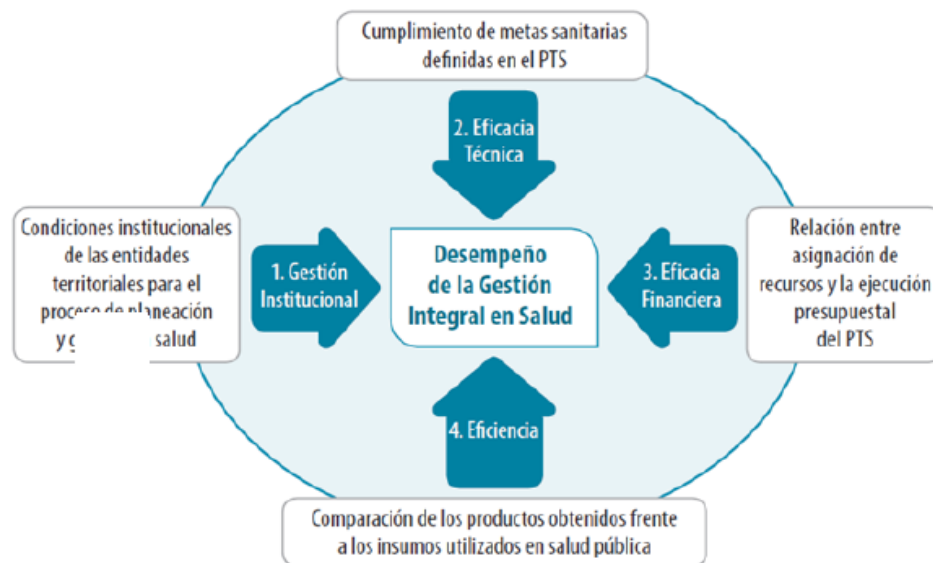 Cumplimiento de metas sanitarias
definidas en el PTS
2. Eficacia
Técnica
Condiciones institucionales
de las entidades
territoriales para el
proceso de planeación
y salud
1. Gestión
Institucional
Desempeño
de la Gestión
Integral en Salud
3. Eficacia
Financiera
Relación entre
asignación de
recursos y la ejecución
presupuestal
del PTS
4. Eficiencia
Comparación de los productos obtenidos frente
a los insumos utilizados en salud pública